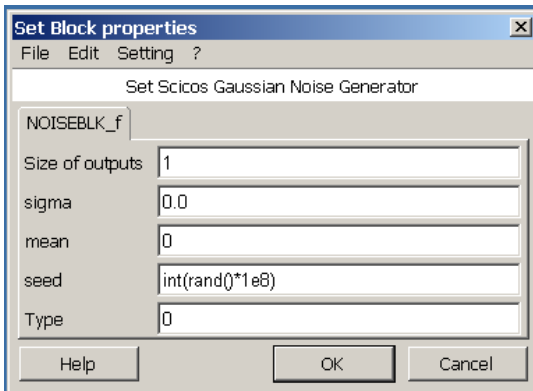 Set Block properties
File Edit Setting ?
Set Scicos Gaussian Noise Generator
NOISEBLK_f
Size of outputs 1
sigma 0.0
mean 0
seed int(rand()*1e8)
Type 0
Help OK Cancel